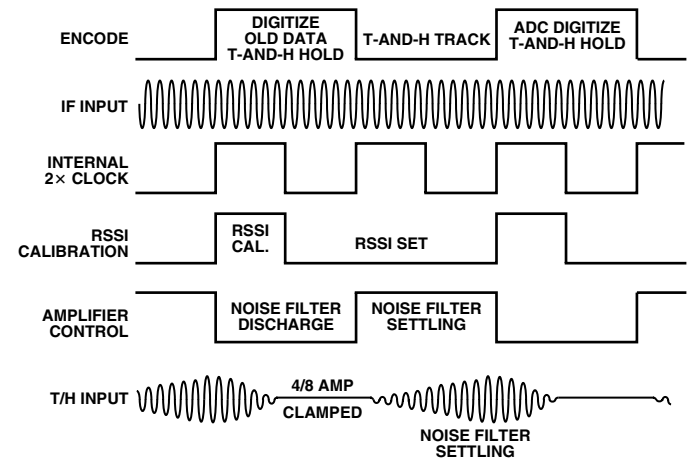 ENCODE
DIGITIZE
OLD DATA
T-AND-H HOLD
T-AND-H TRACK
ADC DIGITIZE
T-AND-H HOLD
IF INPUT
INTERNAL
2× CLOCK
RSSI
CALIBRATION
RSSI
CAL.
RSSI SET
AMPLIFIER
CONTROL
NOISE FILTER
DISCHARGE
NOISE FILTER
SETTLING
T/H INPUT
4/8 AMP
CLAMPED
NOISE FILTER
SETTLING